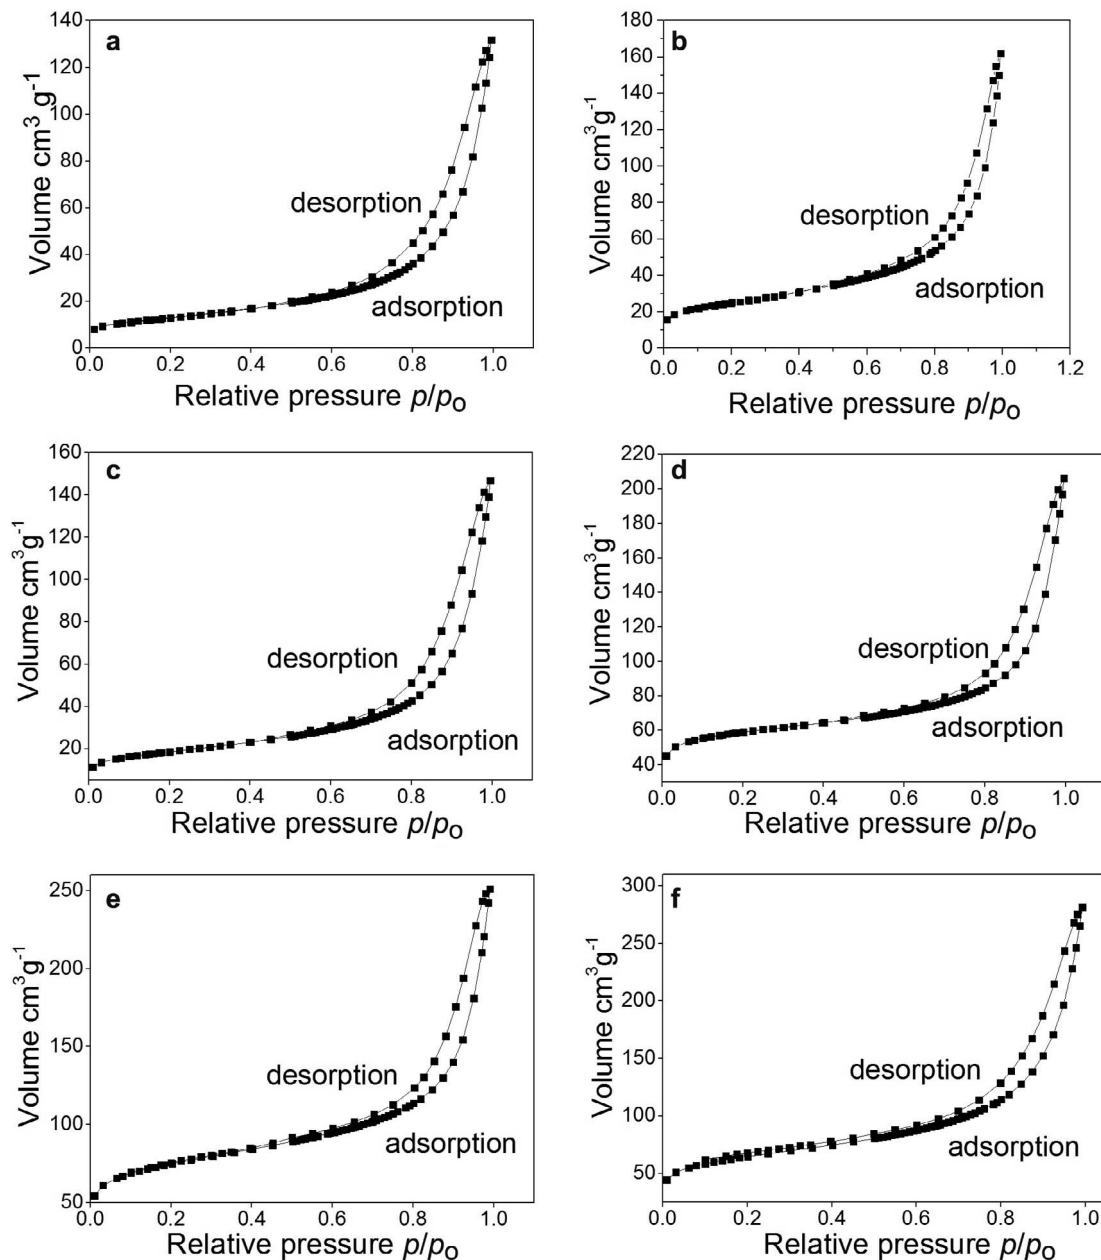 a
140
120
100
80
60
40
20
0
Volume cm³ g⁻¹
desorption
adsorption
0.0 0.2 0.4 0.6 0.8 1.0
Relative pressure p/pₒ
b
180
160
140
120
100
80
60
40
20
0
Volume cm³g⁻¹
desorption
adsorption
0.0 0.2 0.4 0.6 0.8 1.0 1.2
Relative pressure p/pₒ
c
160
140
120
100
80
60
40
20
Volume cm³g⁻¹
desorption
adsorption
0.0 0.2 0.4 0.6 0.8 1.0
Relative pressure p/pₒ
d
220
200
180
160
140
120
100
80
60
40
Volume cm³g⁻¹
desorption
adsorption
0.0 0.2 0.4 0.6 0.8 1.0
Relative pressure p/pₒ
e
250
200
150
100
50
Volume cm³g⁻¹
desorption
adsorption
0.0 0.2 0.4 0.6 0.8 1.0
Relative pressure p/pₒ
f
300
250
200
150
100
50
Volume cm³g⁻¹
desorption
adsorption
0.0 0.2 0.4 0.6 0.8 1.0
Relative pressure p/pₒ